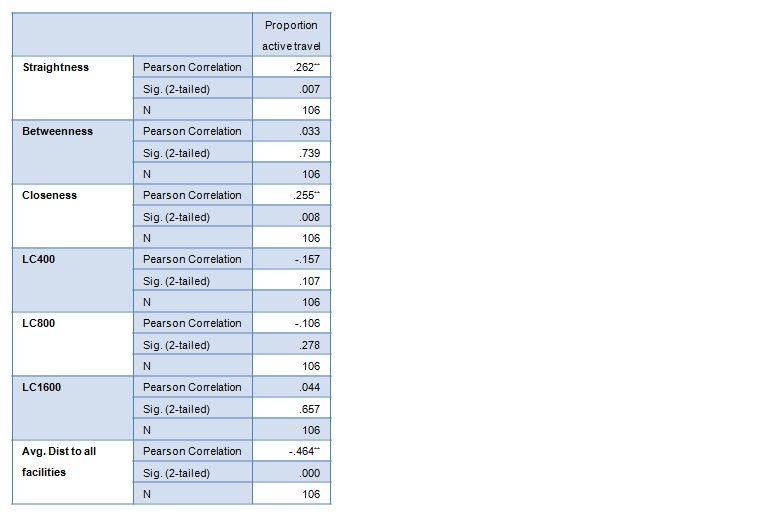 Proportion
active travel
Straightness Pearson Correlation .262**
Sig. (2-tailed) .007
N 106
Betweenness Pearson Correlation .033
Sig. (2-tailed) .739
N 106
Closeness Pearson Correlation .255**
Sig. (2-tailed) .008
N 106
LC400 Pearson Correlation -.157
Sig. (2-tailed) .107
N 106
LC800 Pearson Correlation -.106
Sig. (2-tailed) .278
N 106
LC1600 Pearson Correlation .044
Sig. (2-tailed) .657
N 106
Avg. Dist to all Pearson Correlation -.464**
facilities Sig. (2-tailed) .000
N 106